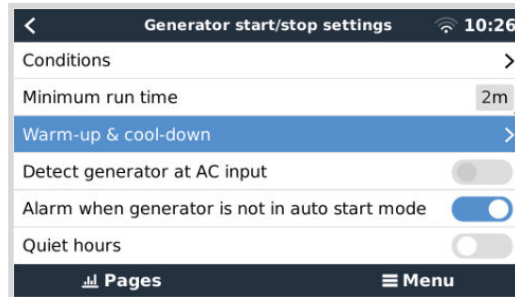 Generator start/stop settings 10:26
Conditions
Minimum run time 2m
Warm-up & cool-down
Detect generator at AC input
Alarm when generator is not in auto start mode
Quiet hours
Pages Menu